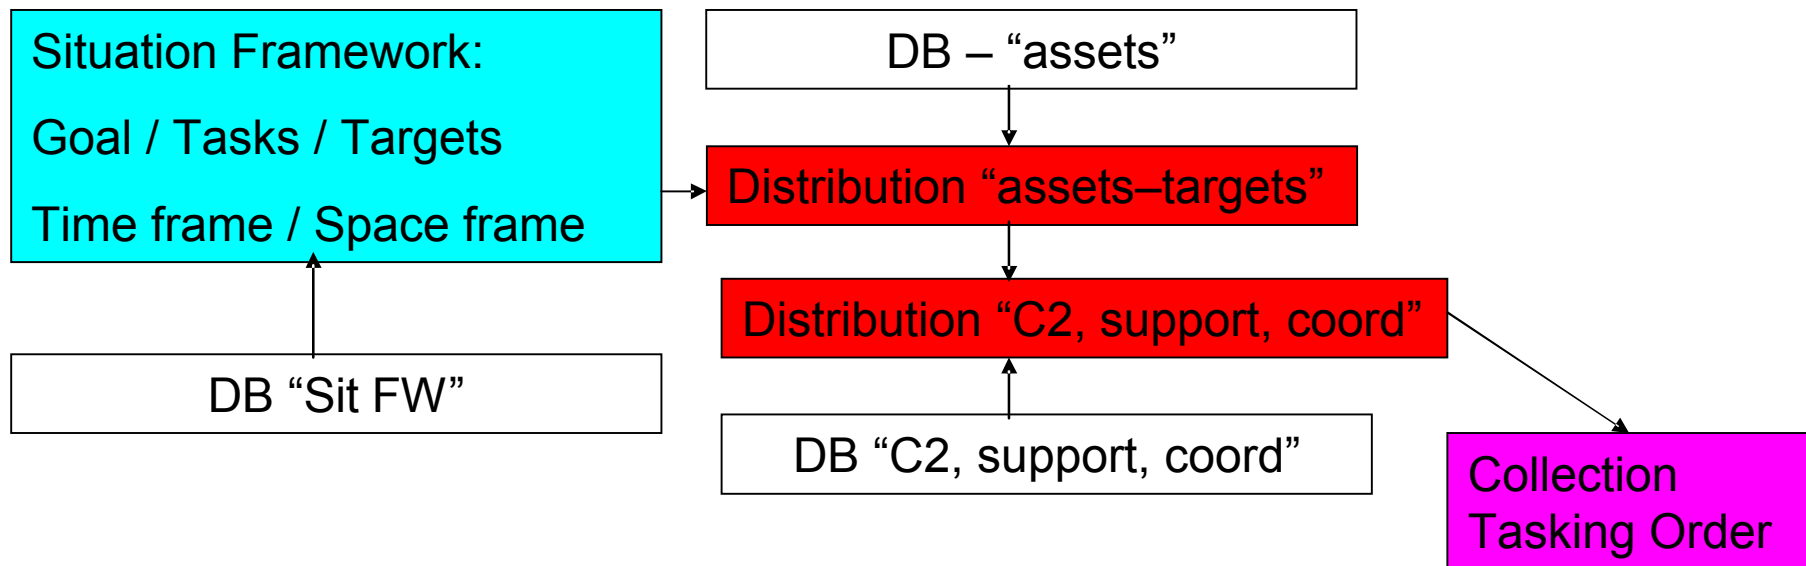 Situation Framework:
Goal / Tasks / Targets
Time frame / Space frame
DB “Sit FW”
DB – “assets”
Distribution “assets–targets”
Distribution “C2, support, coord”
DB “C2, support, coord”
Collection
Tasking Order